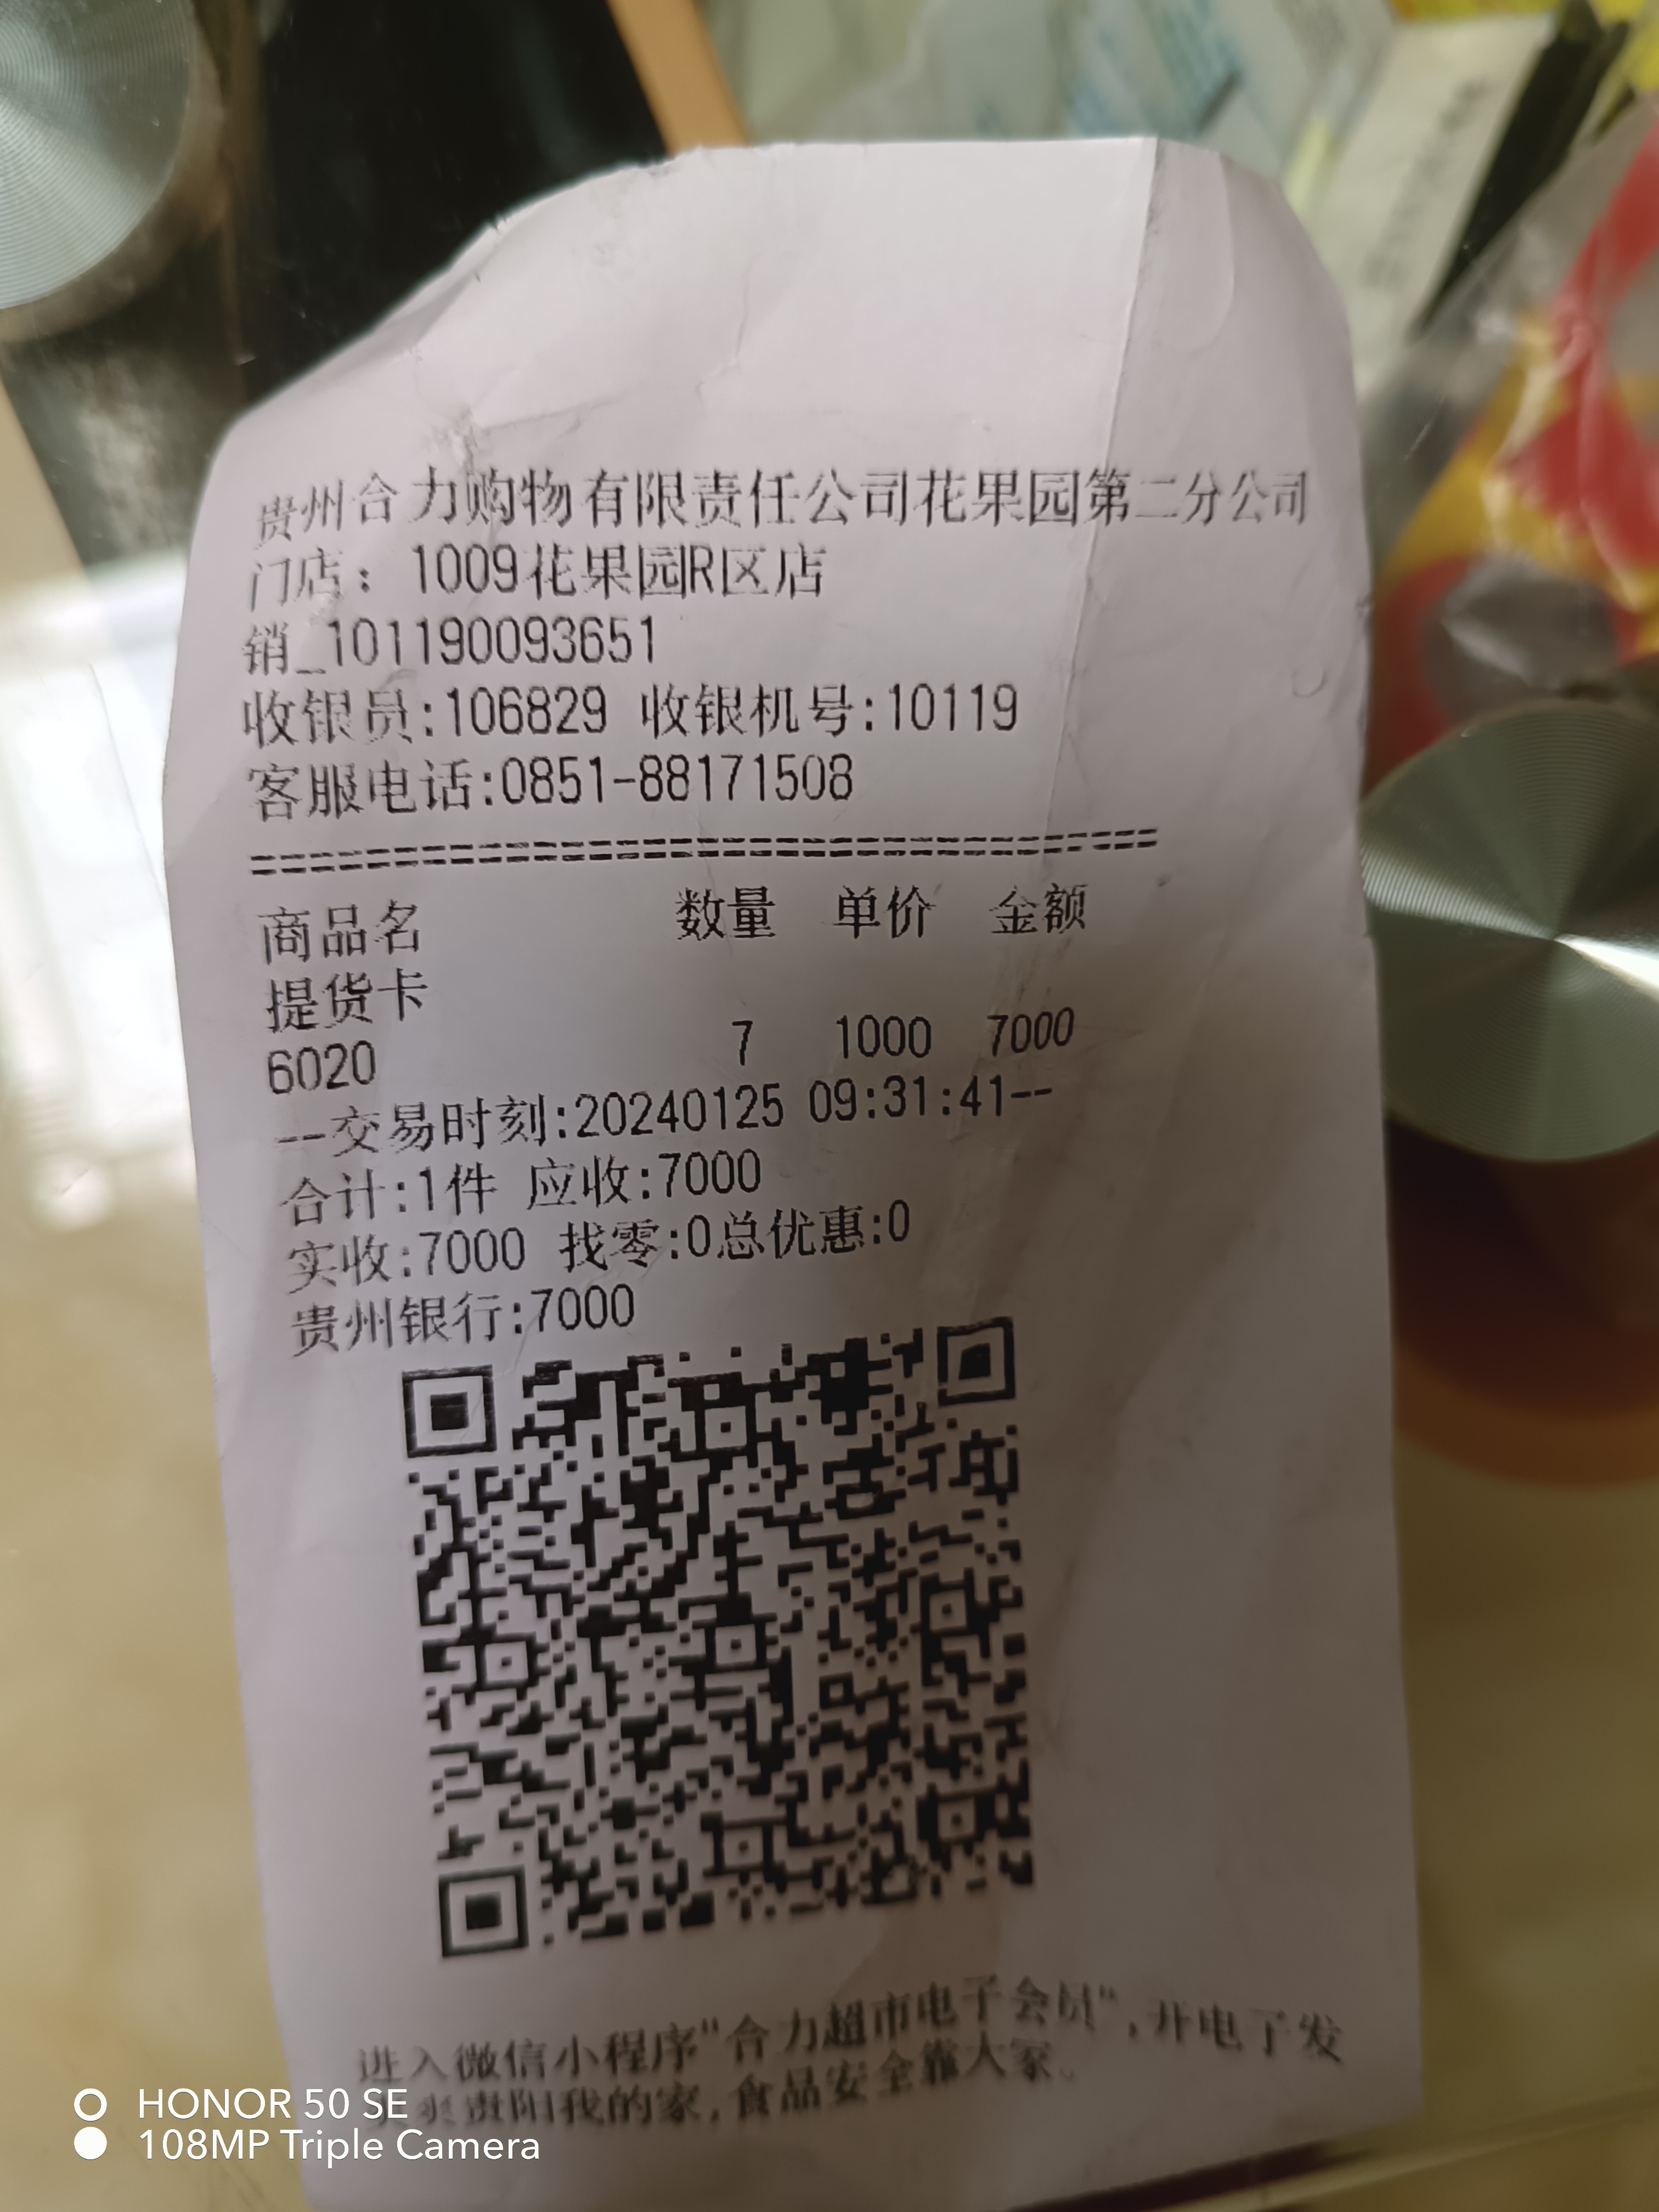 贵州合力购物有限责任公司花果园第二分公司
门店：1009花果园R区店
销_101190093651
收银员:106829 收银机号:10119
客服电话:0851-88171508
================================
商品名 数量 单价 金额
提货卡
6020 7 1000 7000
--交易时刻:20240125 09:31:41--
合计:1件 应收:7000
实收:7000 找零:0总优惠:0
贵州银行:7000
进入微信小程序"合力超市电子会员",开电子发
爽贵阳我的家,食品安全靠大家。
HONOR 50 SE
108MP Triple Camera